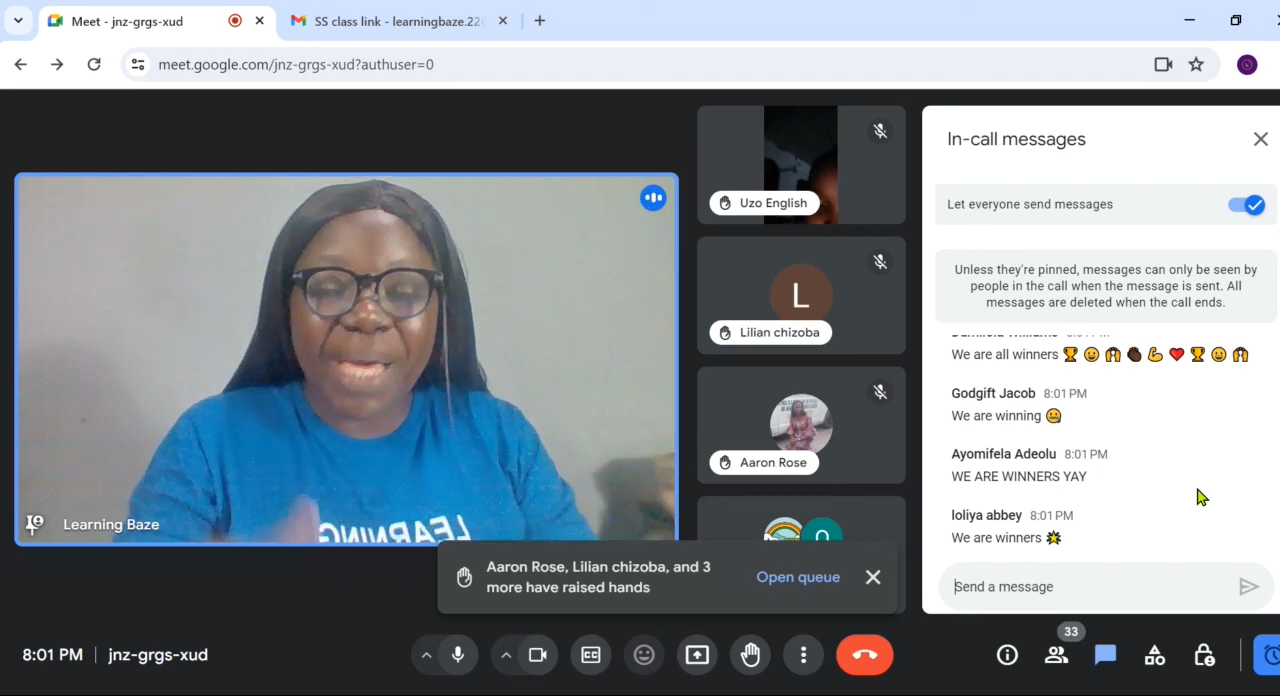 Meet - jnz-grgs-xud
SS class link - learningbaze.22
meet.google.com/jnz-grgs-xud?authuser=0
Learning Baze
LEARNING
Uzo English
L
Lilian chizoba
Aaron Rose
Aaron Rose, Lilian chizoba, and 3
more have raised hands
Open queue
In-call messages
Let everyone send messages
Unless they're pinned, messages can only be seen by
people in the call when the message is sent. All
messages are deleted when the call ends.
We are all winners 🏆😃🙌🏿💪❤️🏆😃🙌
Godgift Jacob 8:01 PM
We are winning 😀
Ayomifela Adeolu 8:01 PM
WE ARE WINNERS YAY
loliya abbey 8:01 PM
We are winners 🌟
Send a message
8:01 PM
jnz-grgs-xud
CC
33